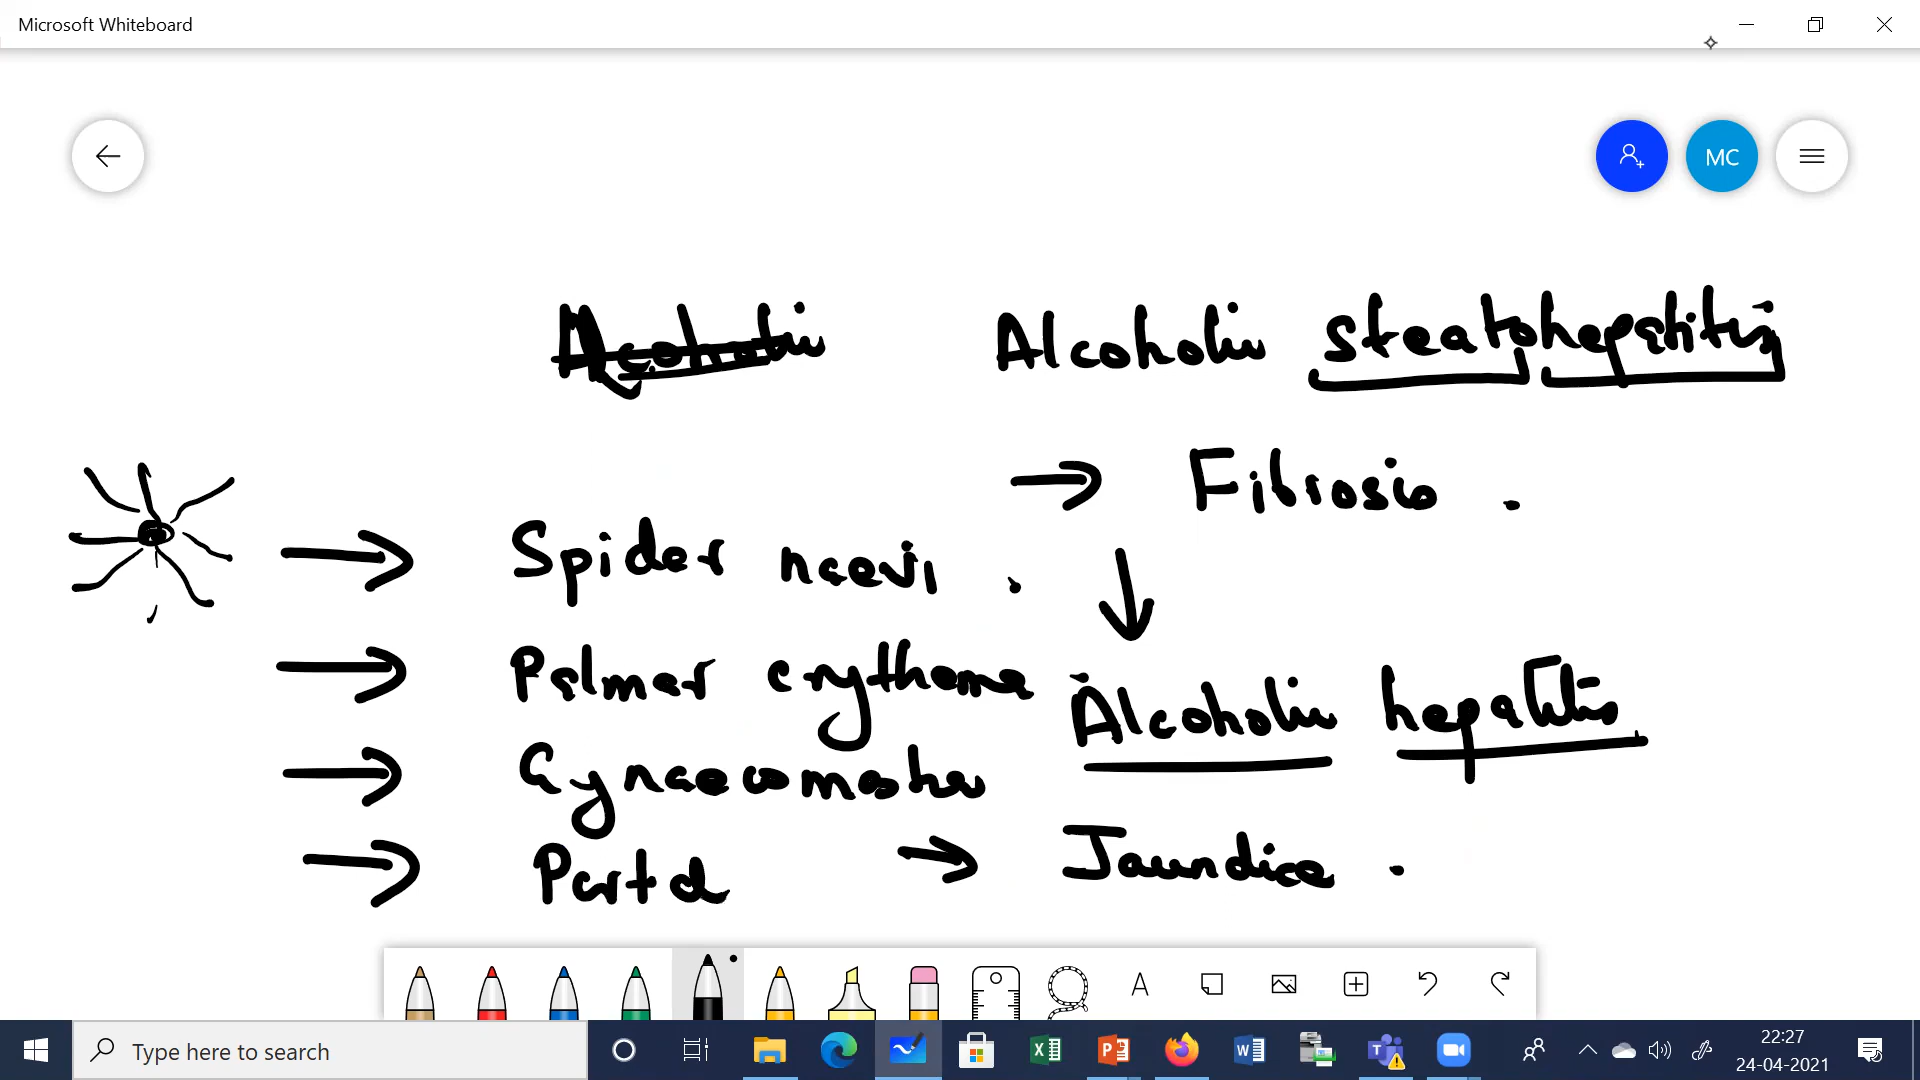 Microsoft Whiteboard
MC
Alcoholic steatohepatitis
→ Fibrosis .
→ Spider naevi .
→ Palmar erythema
Alcoholic hepatitis
→ Gynaecomastia
→ Portal
→ Jaundice .
A
Type here to search
22:27
24-04-2021